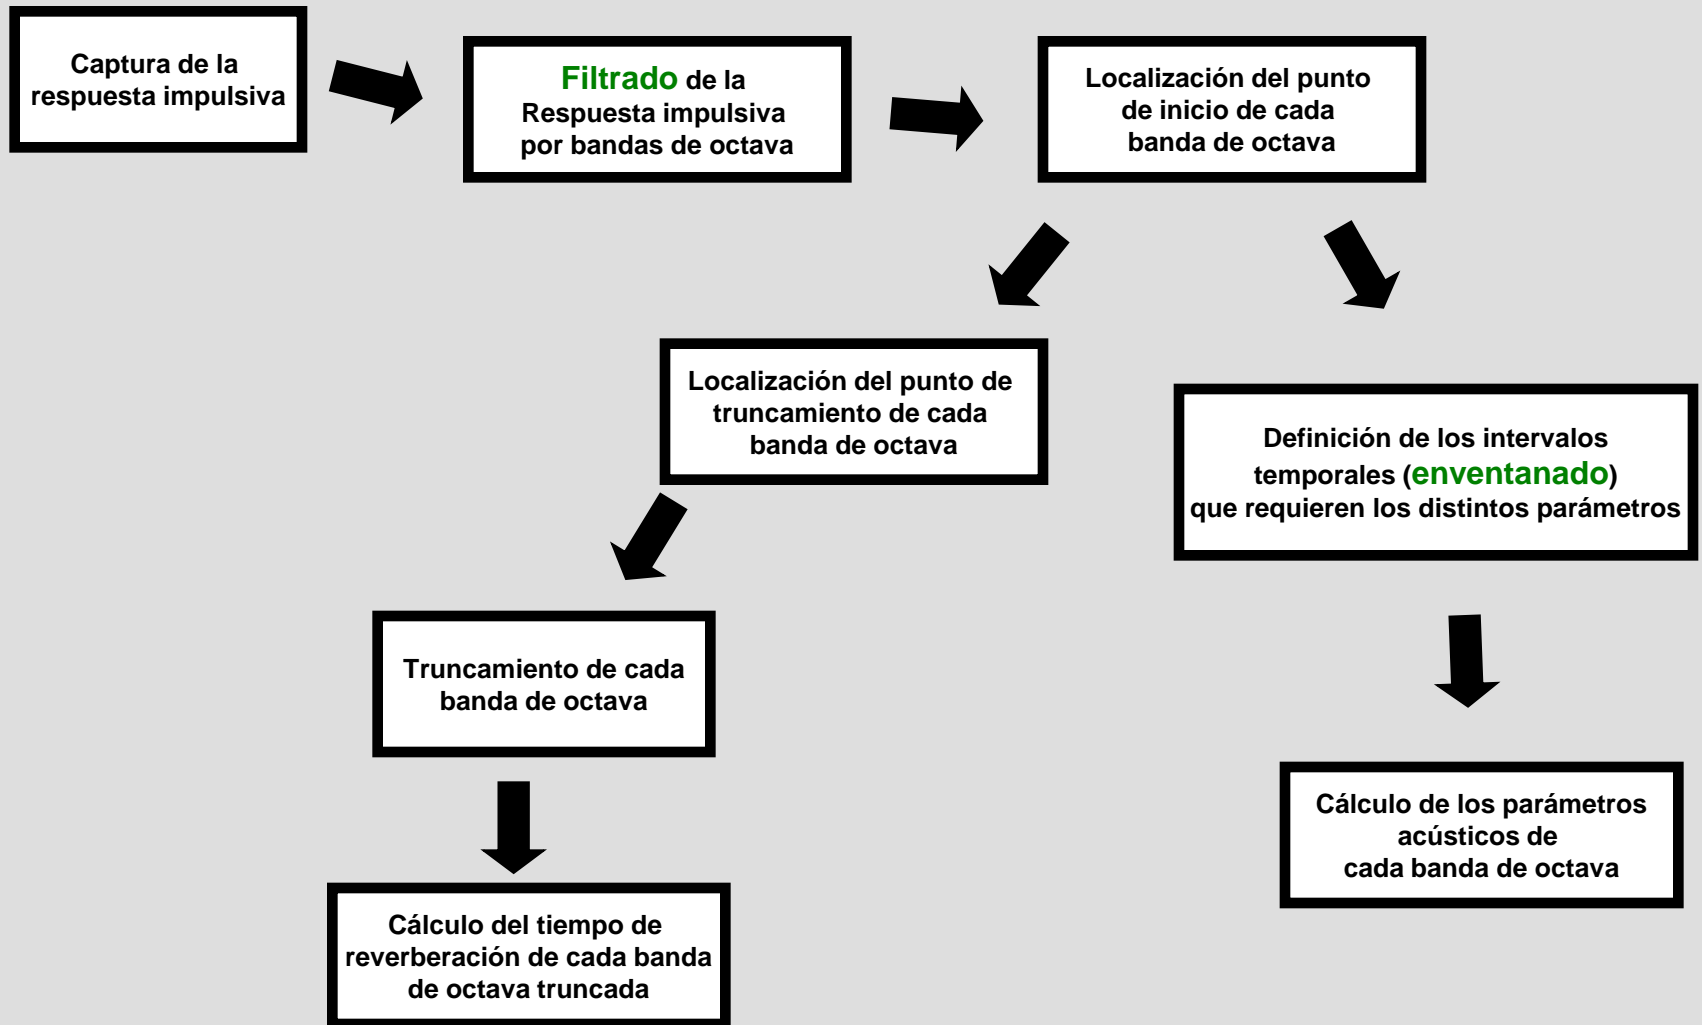 Captura de la
respuesta impulsiva
Filtrado de la
Respuesta impulsiva
por bandas de octava
Localización del punto
de inicio de cada
banda de octava
Localización del punto de
truncamiento de cada
banda de octava
Definición de los intervalos
temporales (enventanado)
que requieren los distintos parámetros
Truncamiento de cada
banda de octava
Cálculo de los parámetros
acústicos de
cada banda de octava
Cálculo del tiempo de
reverberación de cada banda
de octava truncada